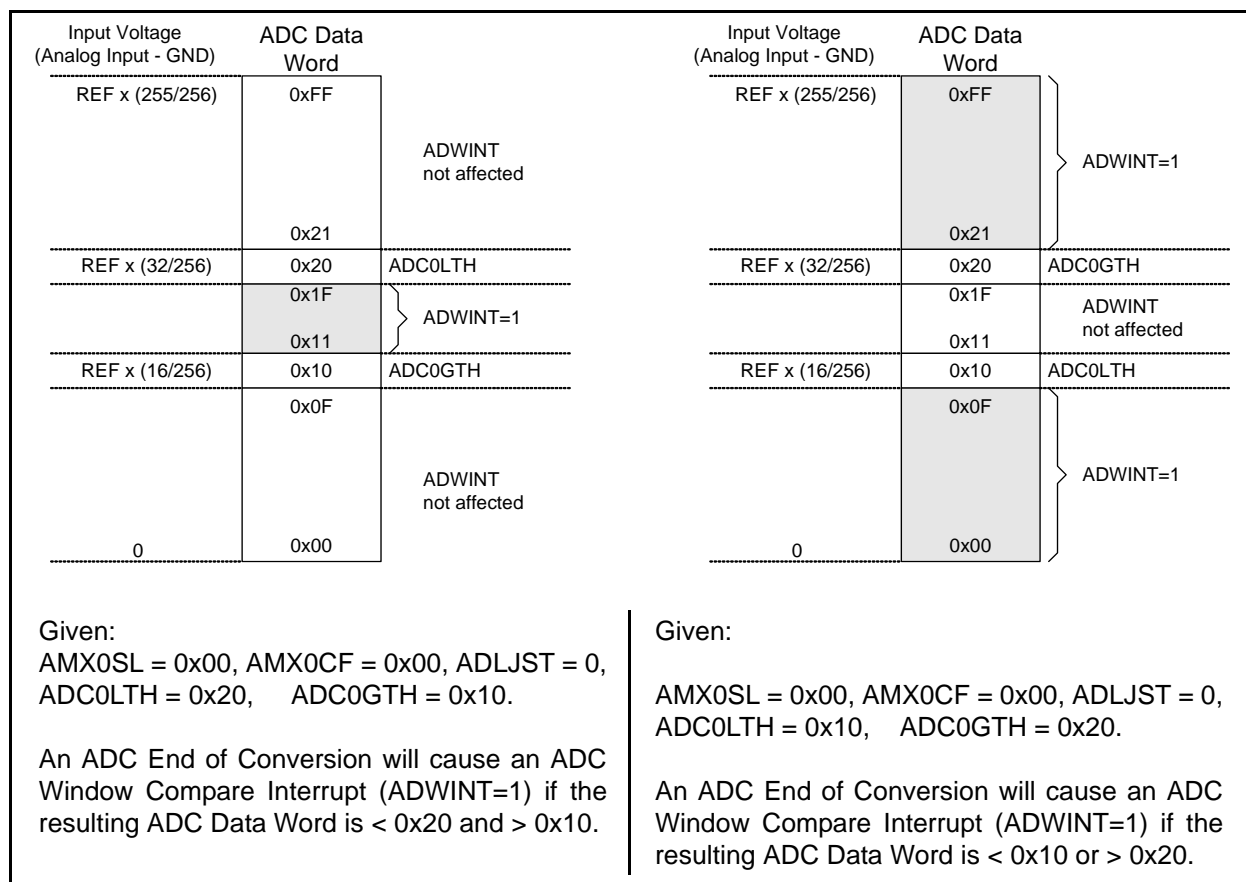 Input Voltage
(Analog Input - GND)
ADC Data
Word
REF x (255/256)
0xFF
ADWINT
not affected
0x21
REF x (32/256)
0x20
ADC0LTH
0x1F
ADWINT=1
0x11
REF x (16/256)
0x10
ADC0GTH
0x0F
ADWINT
not affected
0
0x00
Given:
AMX0SL = 0x00, AMX0CF = 0x00, ADLJST = 0,
ADC0LTH = 0x20, ADC0GTH = 0x10.
An ADC End of Conversion will cause an ADC
Window Compare Interrupt (ADWINT=1) if the
resulting ADC Data Word is < 0x20 and > 0x10.
Input Voltage
(Analog Input - GND)
ADC Data
Word
REF x (255/256)
0xFF
ADWINT=1
0x21
REF x (32/256)
0x20
ADC0GTH
0x1F
ADWINT
not affected
0x11
REF x (16/256)
0x10
ADC0LTH
0x0F
ADWINT=1
0
0x00
Given:
AMX0SL = 0x00, AMX0CF = 0x00, ADLJST = 0,
ADC0LTH = 0x10, ADC0GTH = 0x20.
An ADC End of Conversion will cause an ADC
Window Compare Interrupt (ADWINT=1) if the
resulting ADC Data Word is < 0x10 or > 0x20.